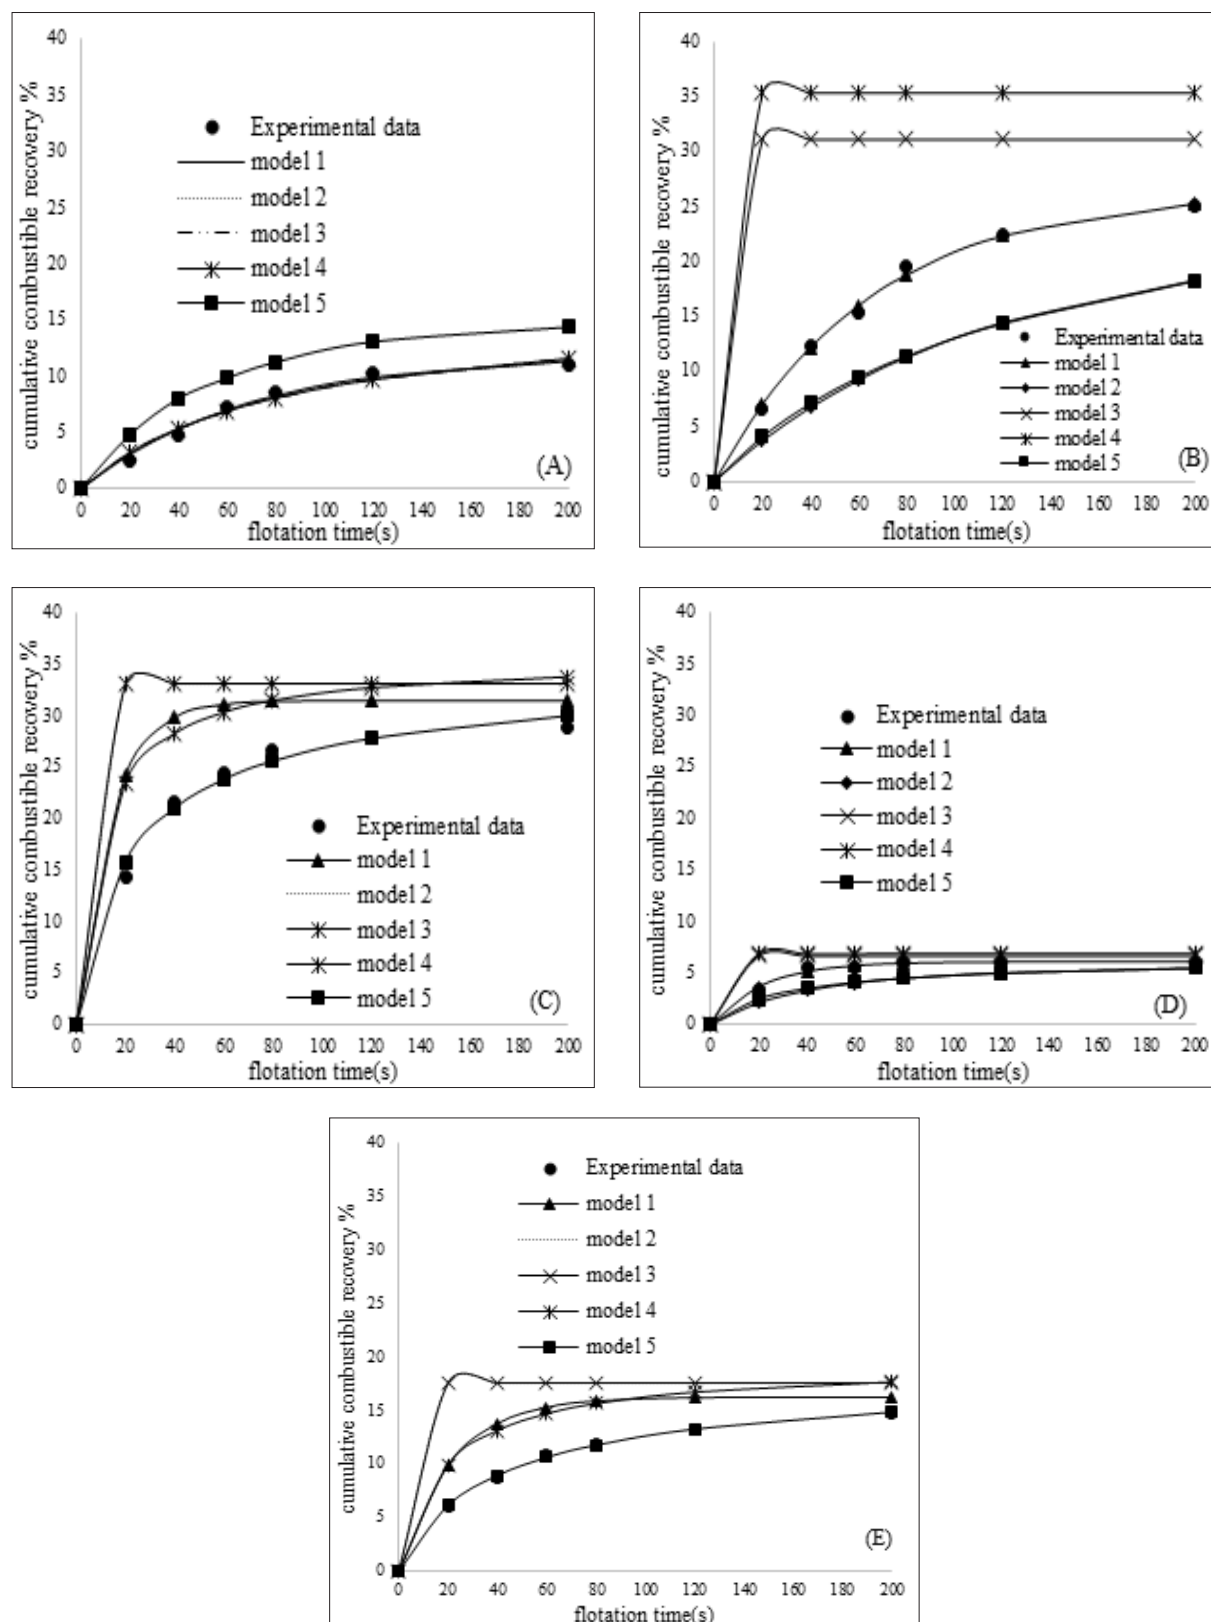 cumulative combustible recovery %
40
35
30
25
20
15
10
5
0
Experimental data
model 1
model 2
model 3
model 4
model 5
(A)
0 20 40 60 80 100 120 140 160 180 200
flotation time(s)
cumulative combustible recovery %
40
35
30
25
20
15
10
5
0
Experimental data
model 1
model 2
model 3
model 4
model 5
(B)
0 20 40 60 80 100 120 140 160 180 200
flotation time(s)
cumulative combustible recovery %
40
35
30
25
20
15
10
5
0
Experimental data
model 1
model 2
model 3
model 4
model 5
(C)
0 20 40 60 80 100 120 140 160 180 200
flotation time(s)
cumulative combustible recovery %
40
35
30
25
20
15
10
5
0
Experimental data
model 1
model 2
model 3
model 4
model 5
(D)
0 20 40 60 80 100 120 140 160 180 200
flotation time(s)
cumulative combustible recovery %
40
35
30
25
20
15
10
5
0
Experimental data
model 1
model 2
model 3
model 4
model 5
(E)
0 20 40 60 80 100 120 140 160 180 200
flotation time(s)